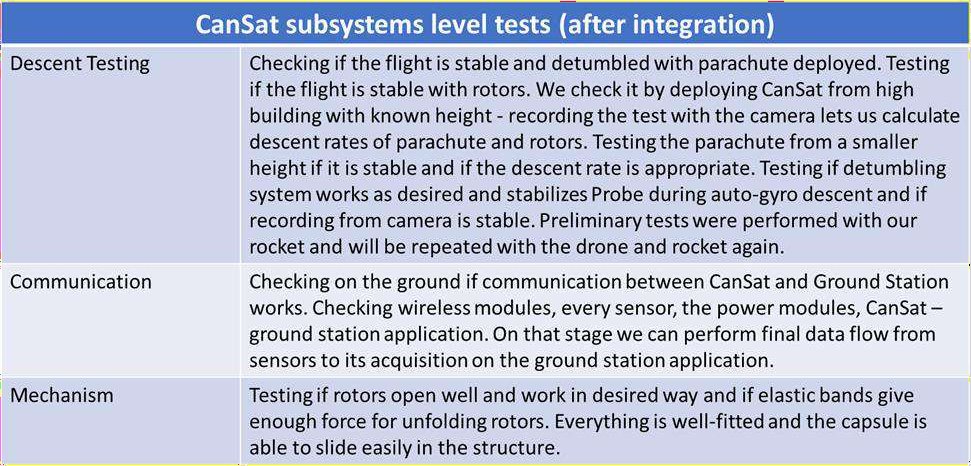 CanSat subsystems level tests (after integration)
Descent Testing
Checking if the flight is stable and detumbled with parachute deployed. Testing
if the flight is stable with rotors. We check it by deploying CanSat from high
building with known height - recording the test with the camera lets us calculate
descent rates of parachute and rotors. Testing the parachute from a smaller
height if it is stable and if the descent rate is appropriate. Testing if detumbling
system works as desired and stabilizes Probe during auto-gyro descent and if
recording from camera is stable. Preliminary tests were performed with our
rocket and will be repeated with the drone and rocket again.
Communication
Checking on the ground if communication between CanSat and Ground Station
works. Checking wireless modules, every sensor, the power modules, CanSat –
ground station application. On that stage we can perform final data flow from
sensors to its acquisition on the ground station application.
Mechanism
Testing if rotors open well and work in desired way and if elastic bands give
enough force for unfolding rotors. Everything is well-fitted and the capsule is
able to slide easily in the structure.